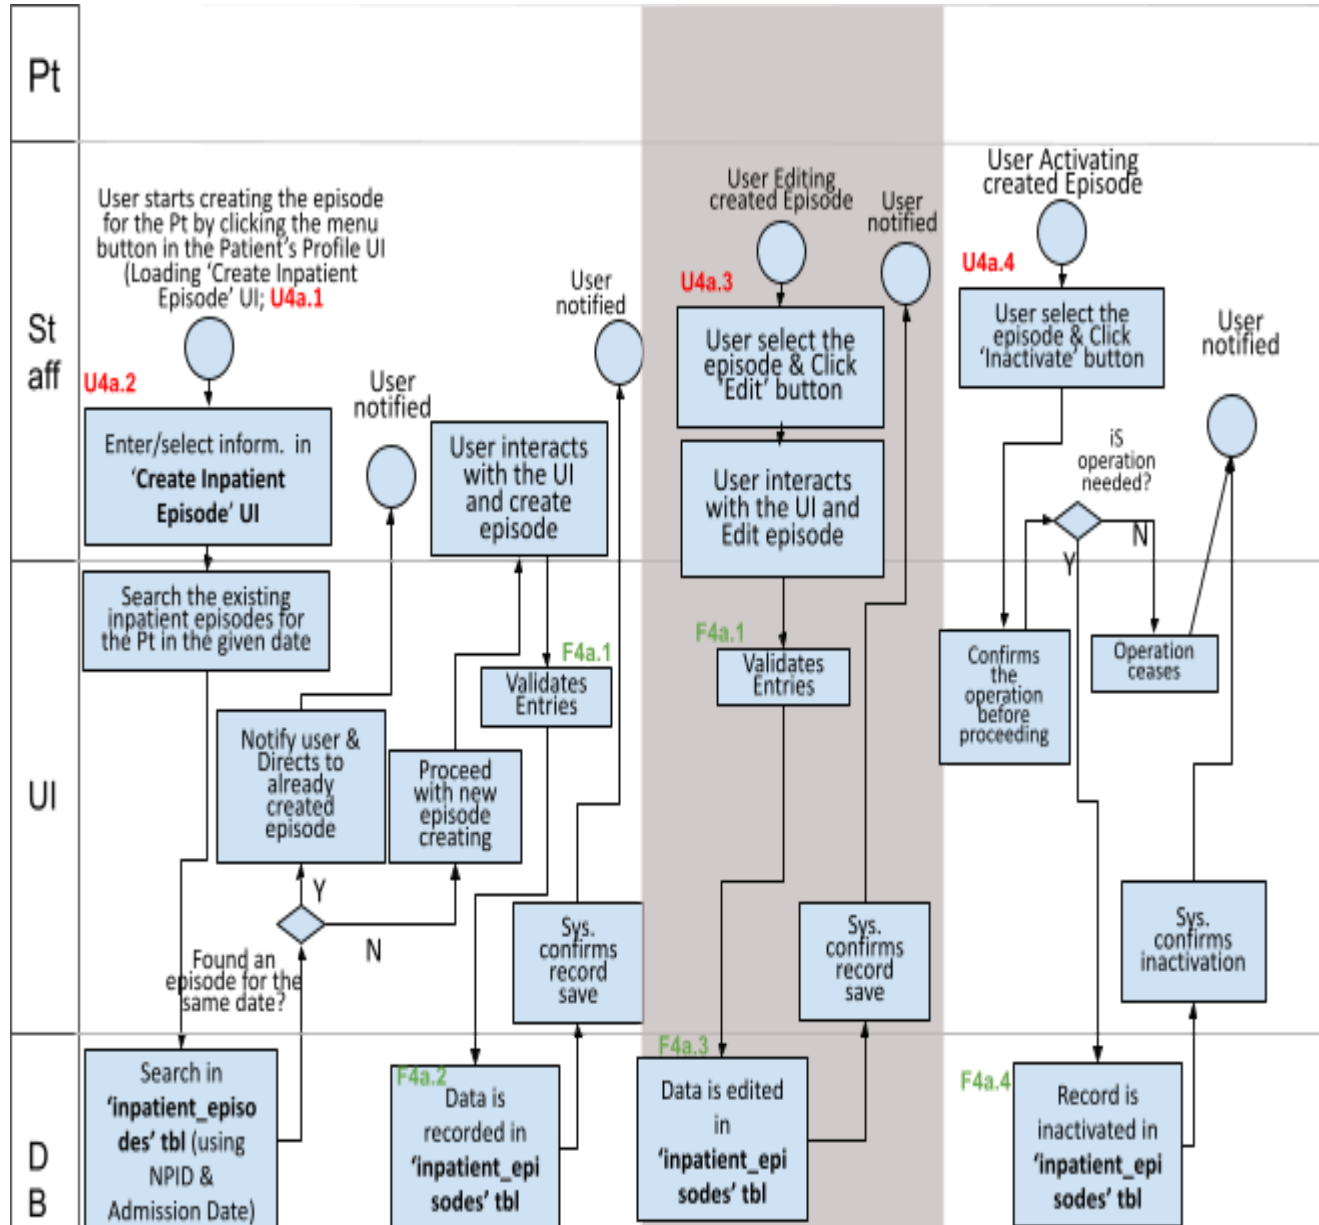 Pt
St
aff
UI
D
B
User starts creating the episode
for the Pt by clicking the menu
button in the Patient's Profile UI
(Loading 'Create Inpatient
Episode' UI; U4a.1
U4a.2
Enter/select inform. in
'Create Inpatient
Episode' UI
Search the existing
inpatient episodes for
the Pt in the given date
Search in
'inpatient_episo
des' tbl (using
NPID &
Admission Date)
Found an
episode for the
same date?
Y
N
Notify user &
Directs to
already
created
episode
User
notified
Proceed
with new
episode
creating
User interacts
with the UI
and create
episode
F4a.1
Validates
Entries
F4a.2
Data is
recorded in
'inpatient_epi
sodes' tbl
Sys.
confirms
record
save
User
notified
User Editing
created Episode
U4a.3
User select the
episode & Click
'Edit' button
User interacts
with the UI and
Edit episode
F4a.1
Validates
Entries
F4a.3
Data is edited
in
'inpatient_epi
sodes' tbl
Sys.
confirms
record
save
User
notified
User Activating
created Episode
U4a.4
User select the
episode & Click
'Inactivate' button
Confirms
the
operation
before
proceeding
iS
operation
needed?
N
Y
Operation
ceases
F4a.4
Record is
inactivated in
'inpatient_epi
sodes' tbl
Sys.
confirms
inactivation
User
notified